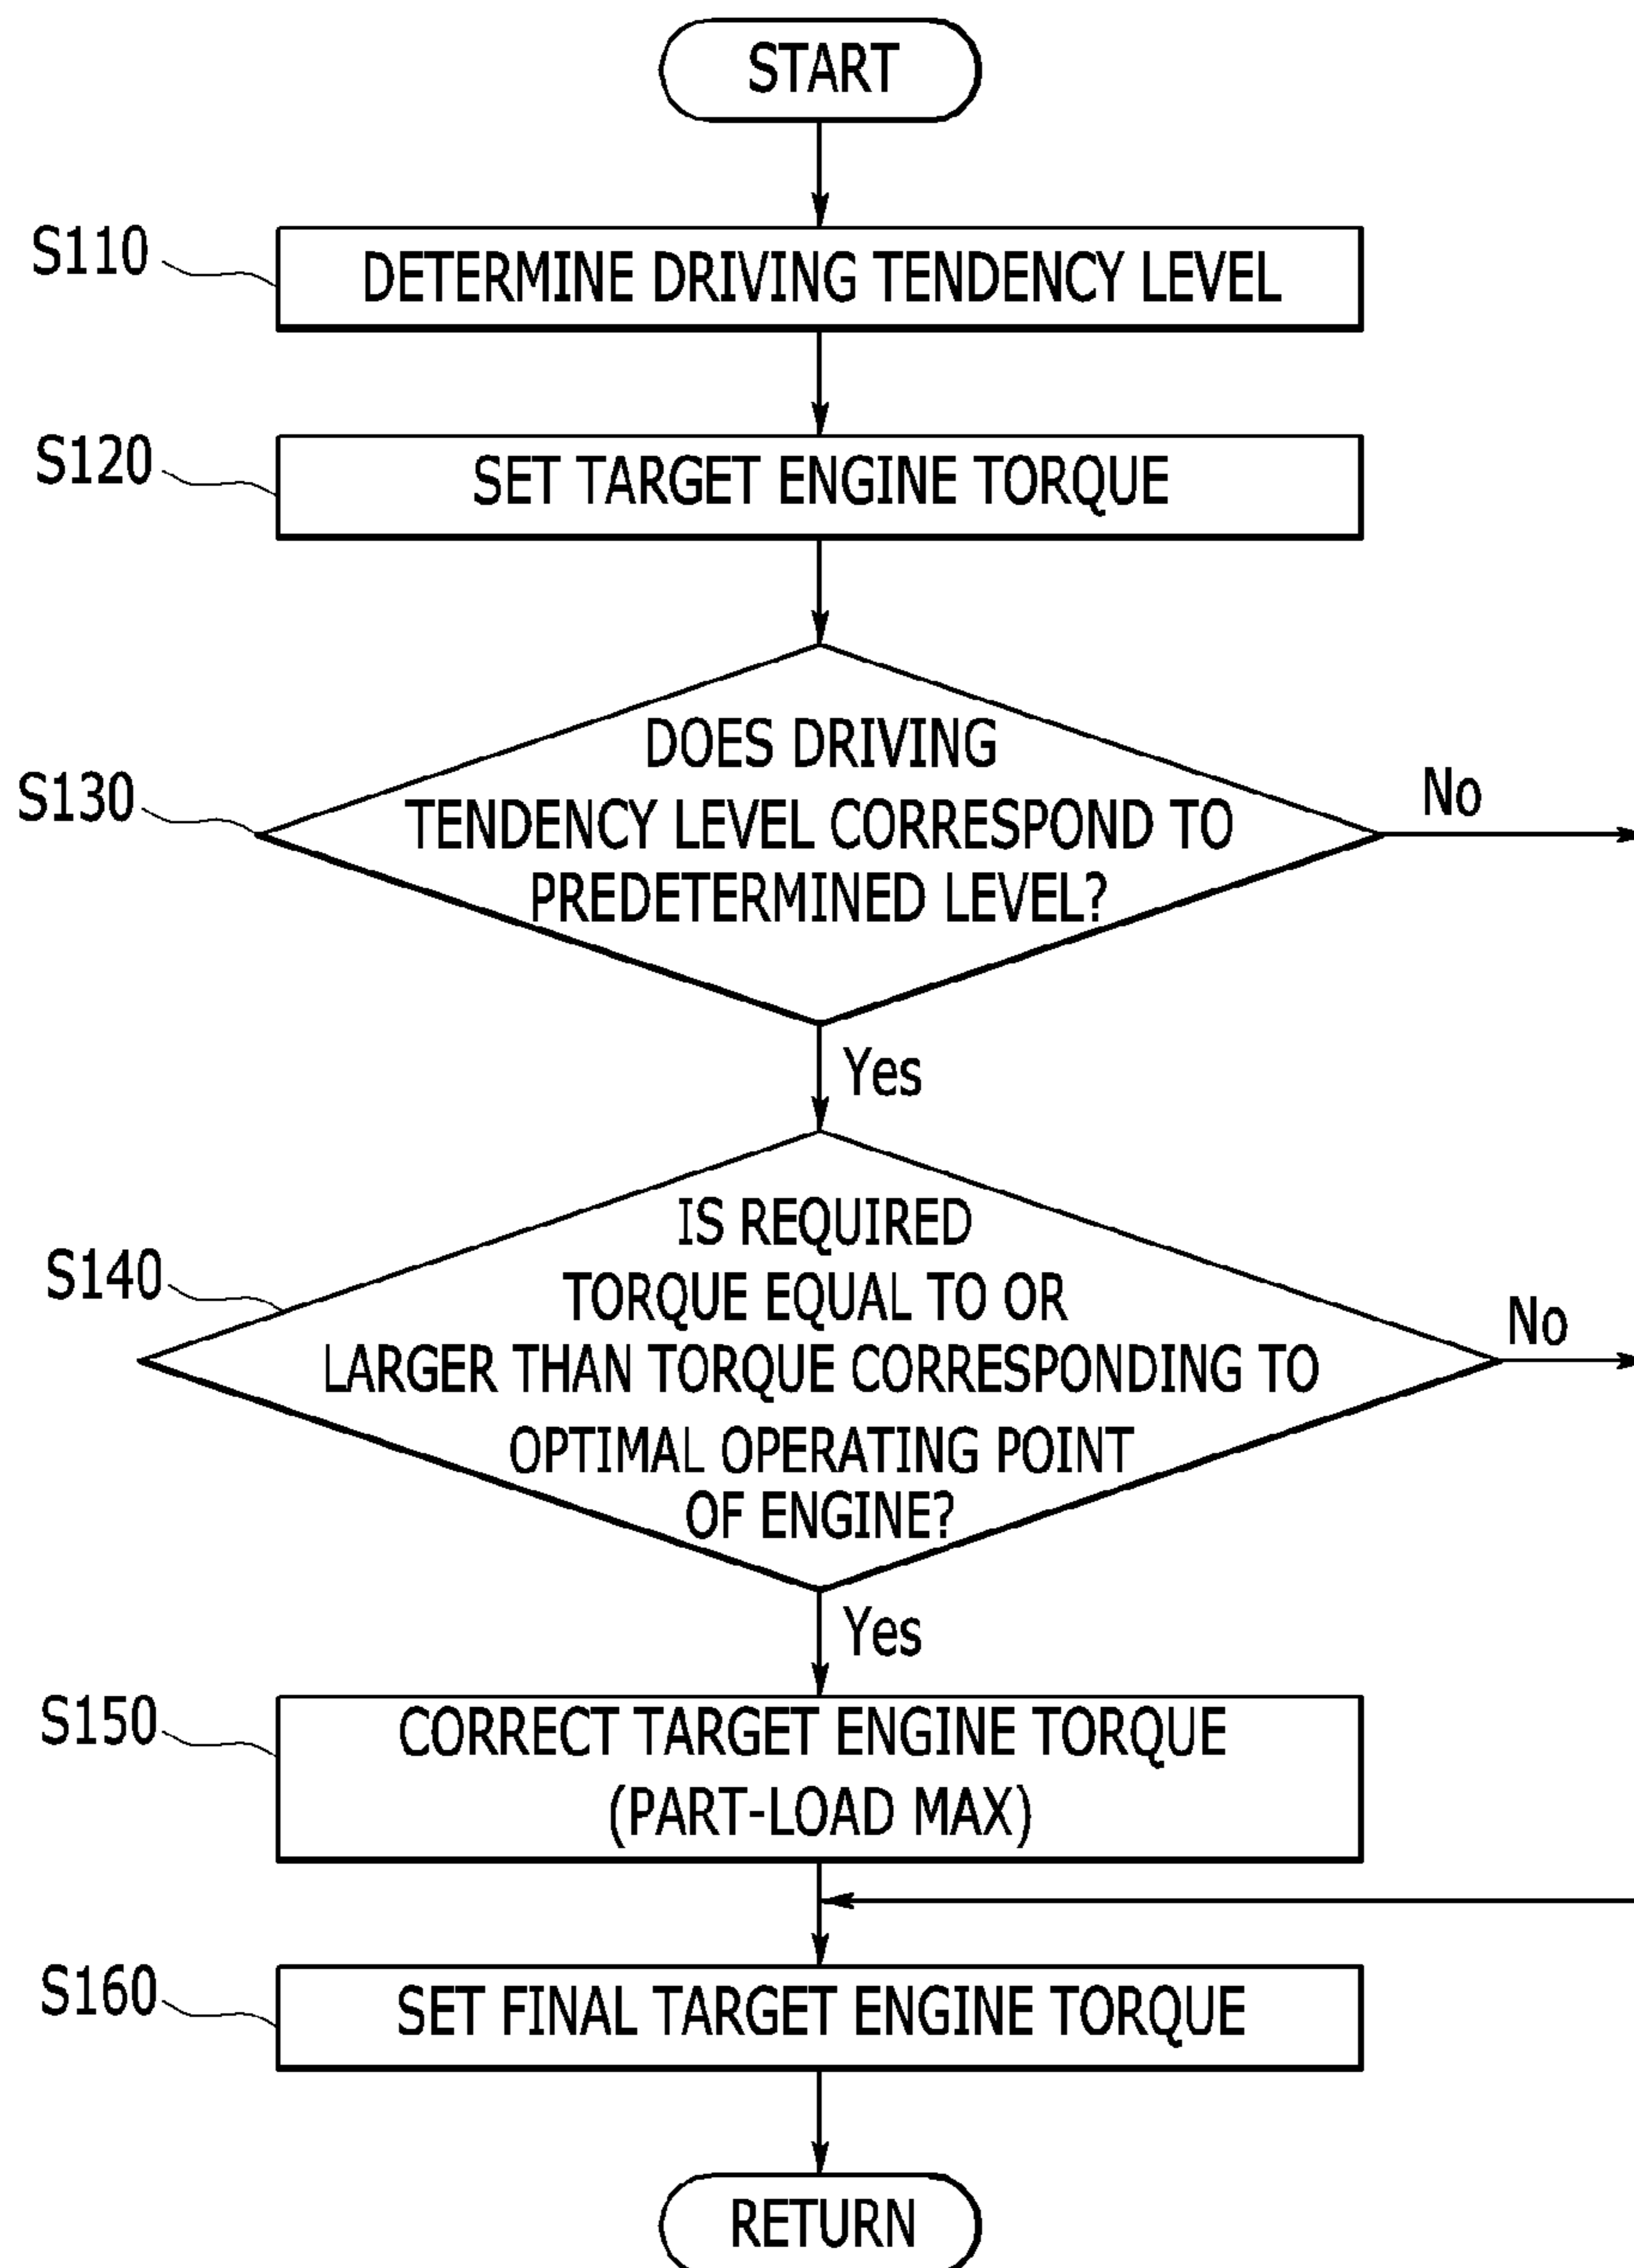 START
S110
DETERMINE DRIVING TENDENCY LEVEL
S120
SET TARGET ENGINE TORQUE
S130
DOES DRIVING
TENDENCY LEVEL CORRESPOND TO
PREDETERMINED LEVEL?
No
Yes
S140
IS REQUIRED
TORQUE EQUAL TO OR
LARGER THAN TORQUE CORRESPONDING TO
OPTIMAL OPERATING POINT
OF ENGINE?
No
Yes
S150
CORRECT TARGET ENGINE TORQUE
(PART-LOAD MAX)
S160
SET FINAL TARGET ENGINE TORQUE
RETURN